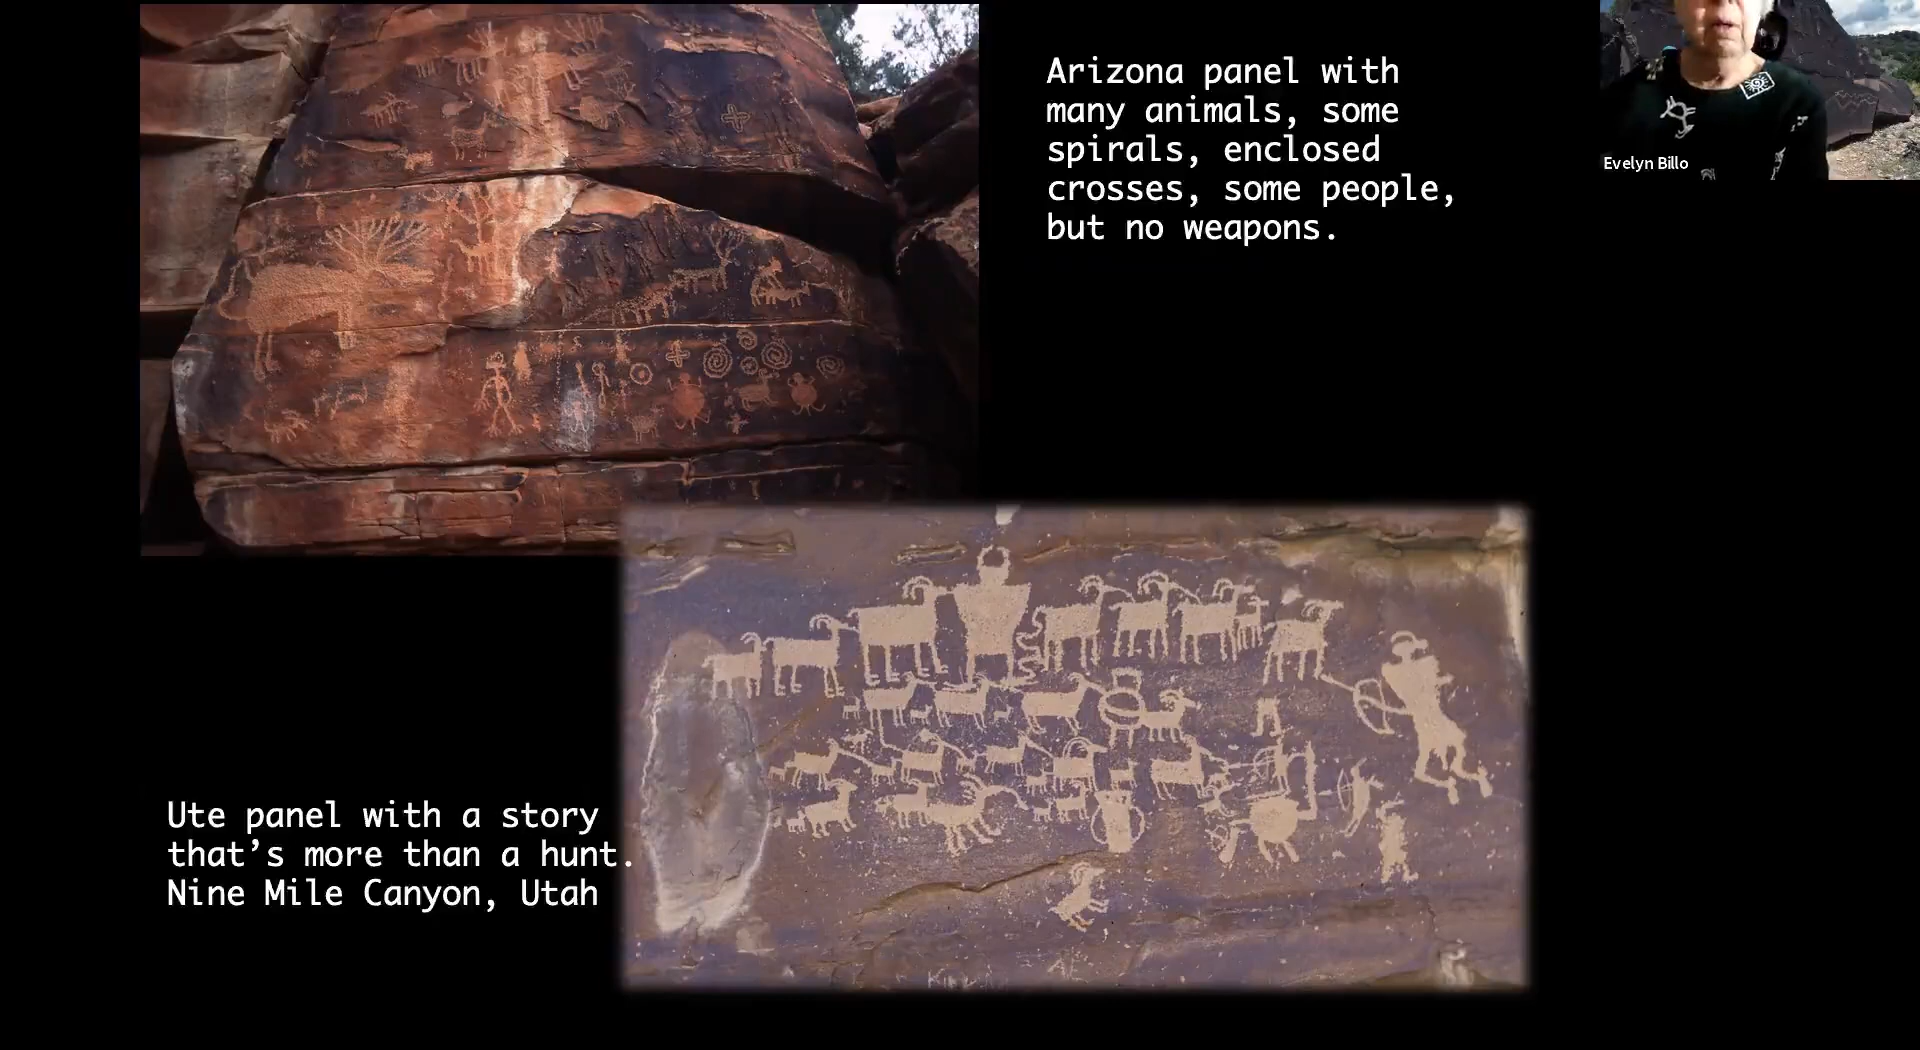 Arizona panel with
many animals, some
spirals, enclosed
crosses, some people,
but no weapons.
Evelyn Billo
Ute panel with a story
that’s more than a hunt.
Nine Mile Canyon, Utah